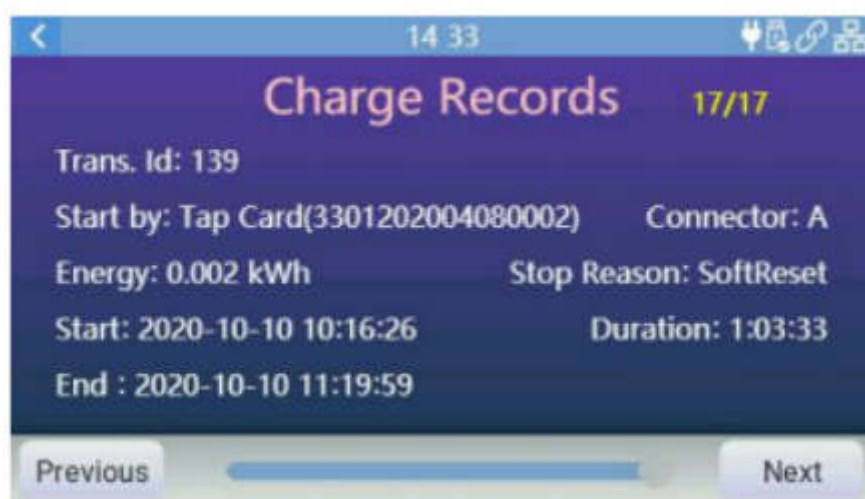 14 33
Charge Records 17/17
Trans. Id: 139
Start by: Tap Card(3301202004080002) Connector: A
Energy: 0.002 kWh Stop Reason: SoftReset
Start: 2020-10-10 10:16:26 Duration: 1:03:33
End : 2020-10-10 11:19:59
Previous Next